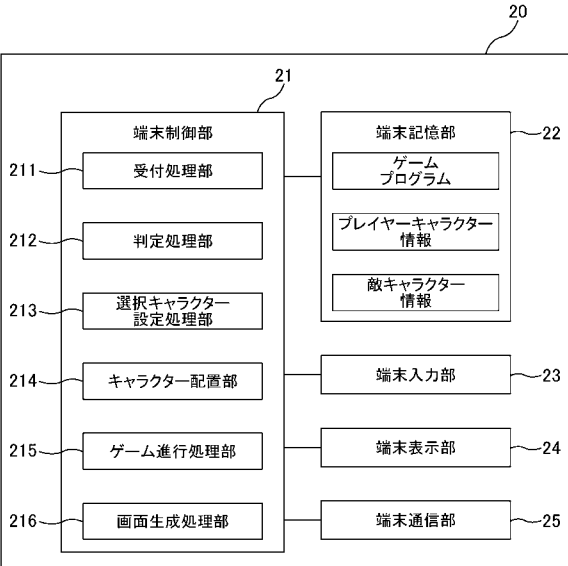 20
21
端末制御部
211
受付処理部
212
判定処理部
213
選択キャラクター
設定処理部
214
キャラクター配置部
215
ゲーム進行処理部
216
画面生成処理部
端末記憶部
22
ゲーム
プログラム
プレイヤーキャラクター
情報
敵キャラクター
情報
端末入力部
23
端末表示部
24
端末通信部
25